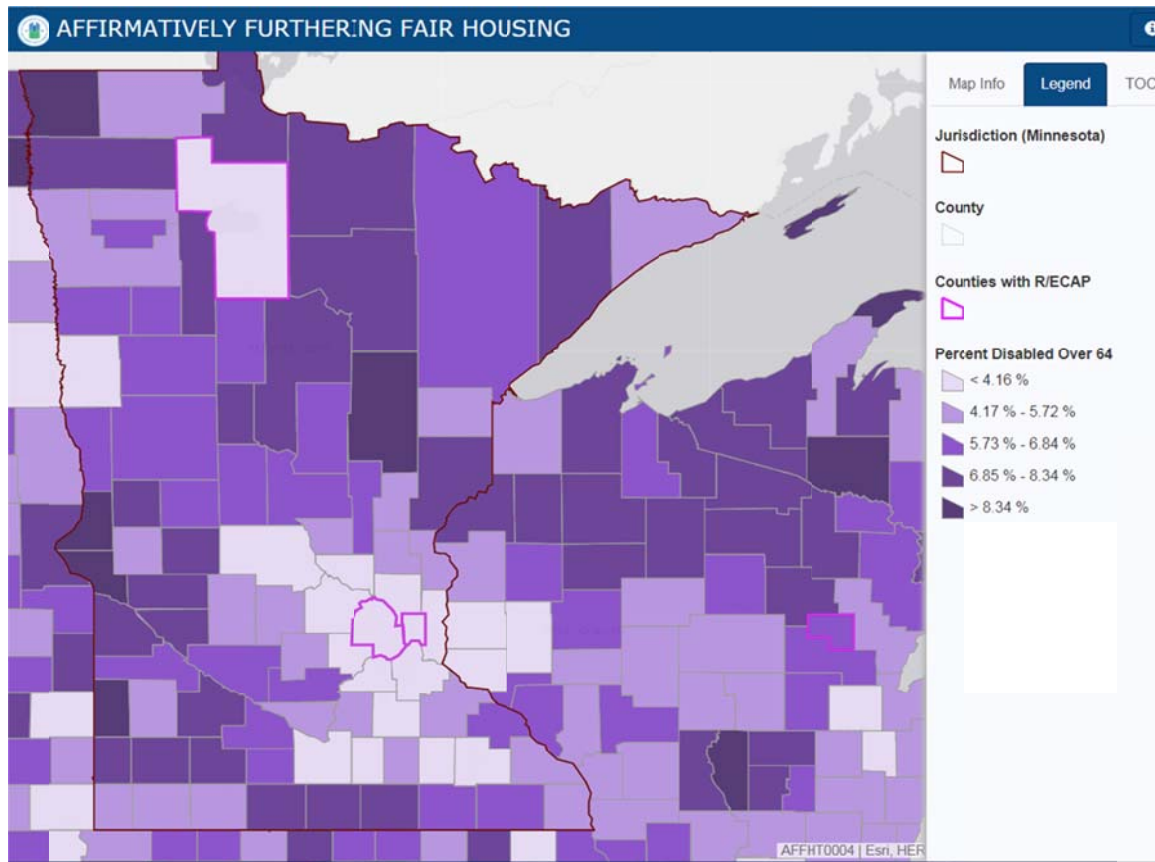 AFFIRMATIVELY FURTHERING FAIR HOUSING
Map Info Legend TOC
Jurisdiction (Minnesota)
County
Counties with R/ECAP
Percent Disabled Over 64
< 4.16 %
4.17 % - 5.72 %
5.73 % - 6.84 %
6.85 % - 8.34 %
> 8.34 %
AFFHT0004 | Esri, HER